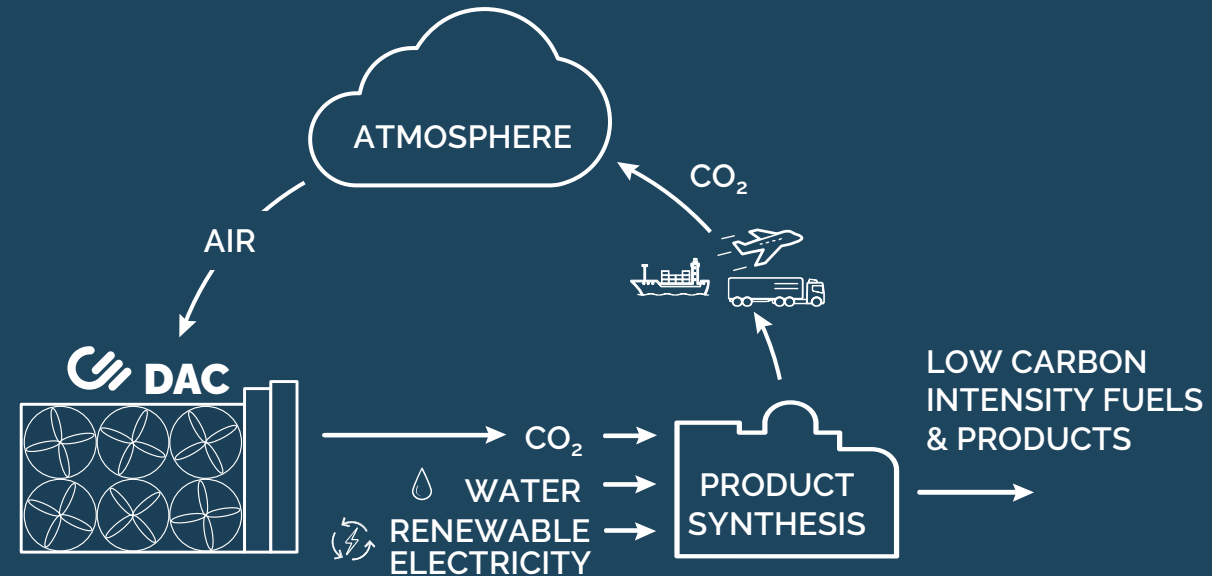 ATMOSPHERE
CO₂
AIR
DAC
LOW CARBON
INTENSITY FUELS
& PRODUCTS
CO₂
WATER
RENEWABLE
ELECTRICITY
PRODUCT
SYNTHESIS